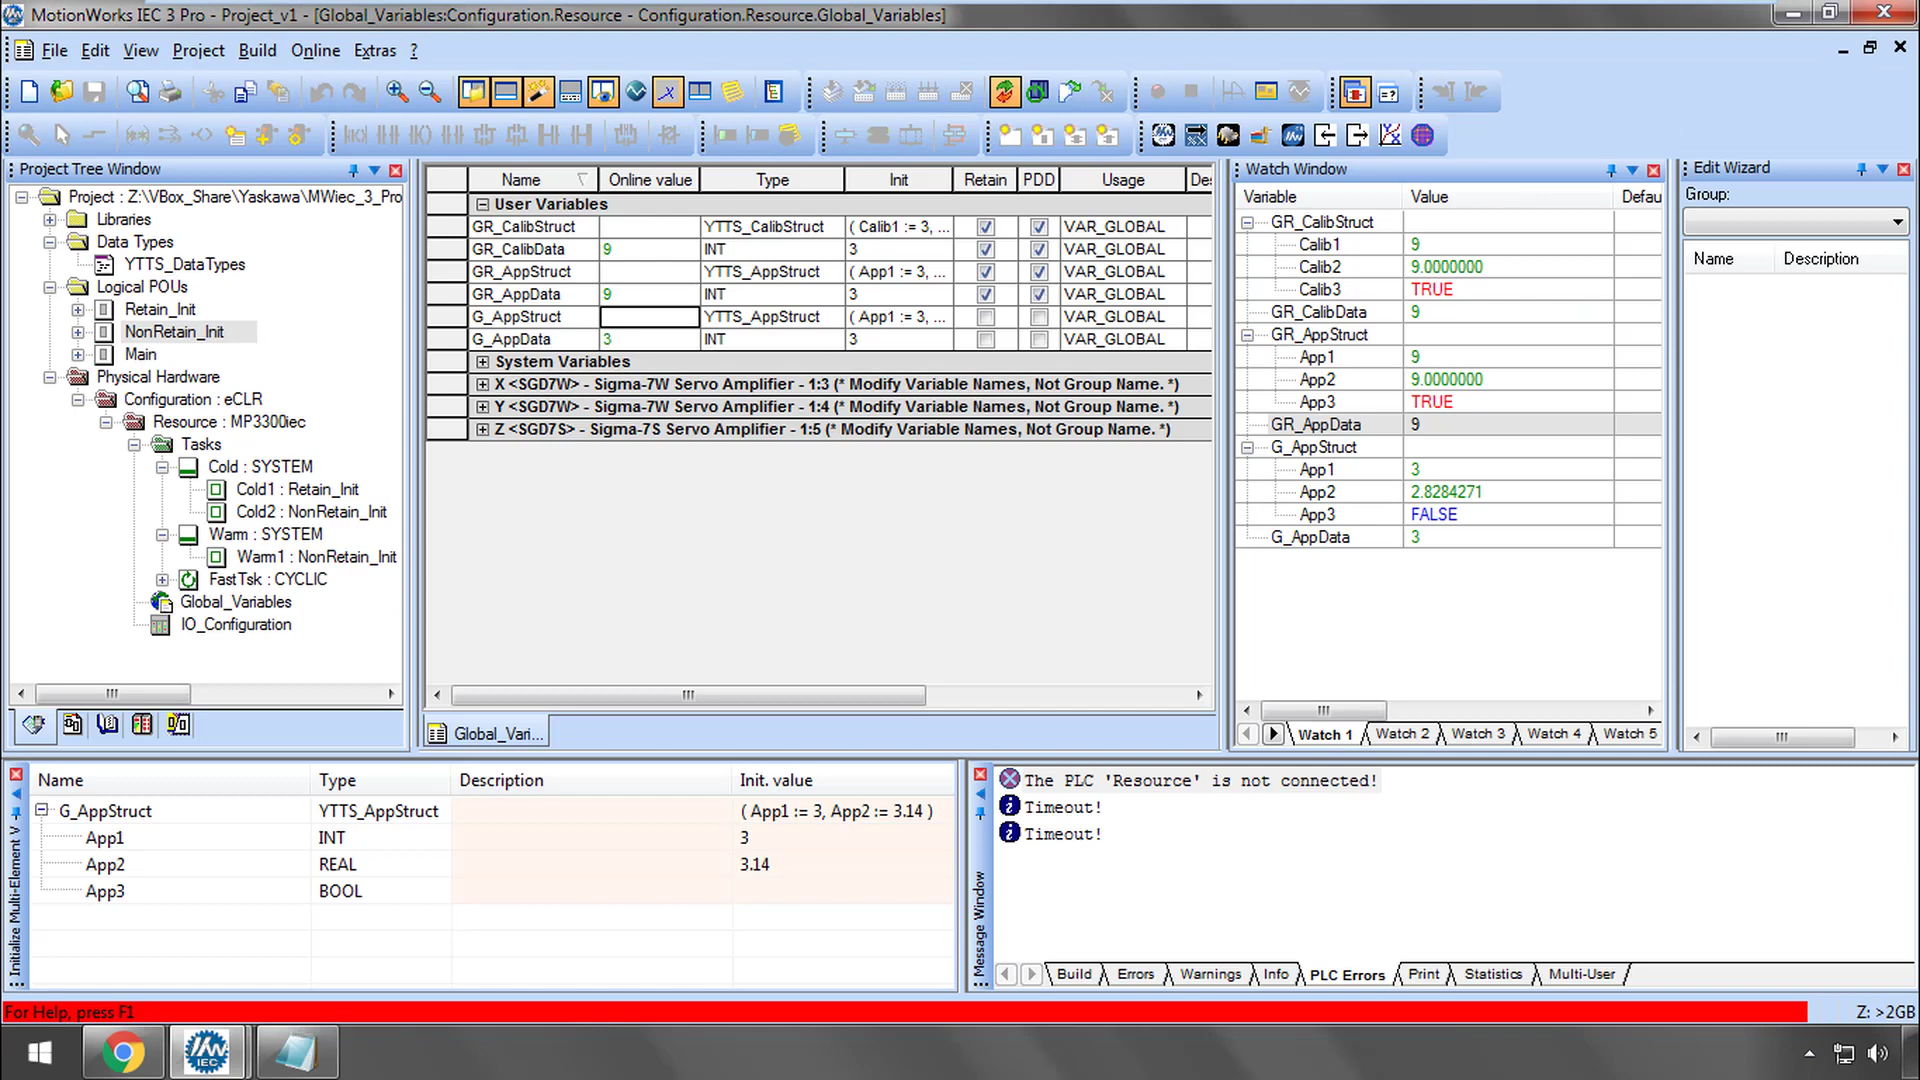 MotionWorks IEC 3 Pro - Project_v1 - [Global_Variables:Configuration.Resource - Configuration.Resource.Global_Variables]
File Edit View Project Build Online Extras ?
Project Tree Window
Project : Z:\VBox_Share\Yaskawa\MWiec_3_Pro
Libraries
Data Types
YTTS_DataTypes
Logical POUs
Retain_Init
NonRetain_Init
Main
Physical Hardware
Configuration : eCLR
Resource : MP3300iec
Tasks
Cold : SYSTEM
Cold1 : Retain_Init
Cold2 : NonRetain_Init
Warm : SYSTEM
Warm1 : NonRetain_Init
FastTsk : CYCLIC
Global_Variables
IO_Configuration
Name Online value Type Init Retain PDD Usage Des
User Variables
GR_CalibStruct YTTS_CalibStruct ( Calib1 := 3, ... VAR_GLOBAL
GR_CalibData 9 INT 3 VAR_GLOBAL
GR_AppStruct YTTS_AppStruct ( App1 := 3, ... VAR_GLOBAL
GR_AppData 9 INT 3 VAR_GLOBAL
G_AppStruct YTTS_AppStruct ( App1 := 3, ... VAR_GLOBAL
G_AppData 3 INT 3 VAR_GLOBAL
System Variables
X <SGD7W> - Sigma-7W Servo Amplifier - 1:3 (* Modify Variable Names, Not Group Name. *)
Y <SGD7W> - Sigma-7W Servo Amplifier - 1:4 (* Modify Variable Names, Not Group Name. *)
Z <SGD7S> - Sigma-7S Servo Amplifier - 1:5 (* Modify Variable Names, Not Group Name. *)
Global_Vari...
Watch Window
Variable Value Defau
GR_CalibStruct
Calib1 9
Calib2 9.0000000
Calib3 TRUE
GR_CalibData 9
GR_AppStruct
App1 9
App2 9.0000000
App3 TRUE
GR_AppData 9
G_AppStruct
App1 3
App2 2.8284271
App3 FALSE
G_AppData 3
Watch 1 Watch 2 Watch 3 Watch 4 Watch 5
Edit Wizard
Group:
Name Description
Initialize Multi-Element V
Name Type Description Init. value
G_AppStruct YTTS_AppStruct ( App1 := 3, App2 := 3.14 )
App1 INT 3
App2 REAL 3.14
App3 BOOL
Message Window
The PLC 'Resource' is not connected!
Timeout!
Timeout!
Build Errors Warnings Info PLC Errors Print Statistics Multi-User
For Help, press F1
Z: >2GB
IEC